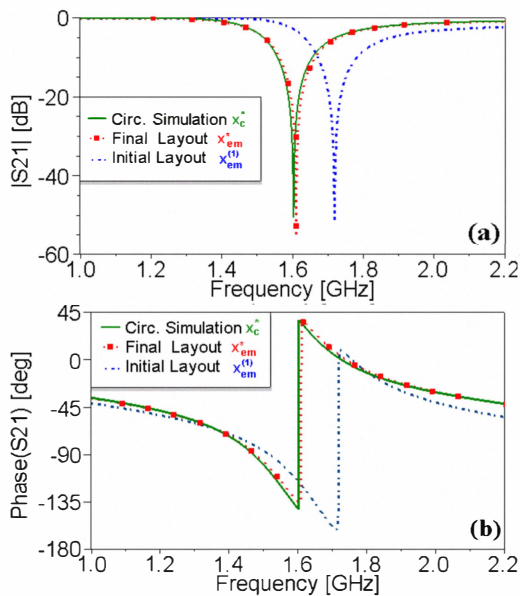 0
-20
-40
-60
|S21| [dB]
Circ. Simulation x*c
Final Layout x*em
Initial Layout x(1)em
(a)
1.0 1.2 1.4 1.6 1.8 2.0 2.2
Frequency [GHz]
45
0
-45
-90
-135
-180
Phase(S21) [deg]
Circ. Simulation x*c
Final Layout x*em
Initial Layout x(1)em
(b)
1.0 1.2 1.4 1.6 1.8 2.0 2.2
Frequency [GHz]